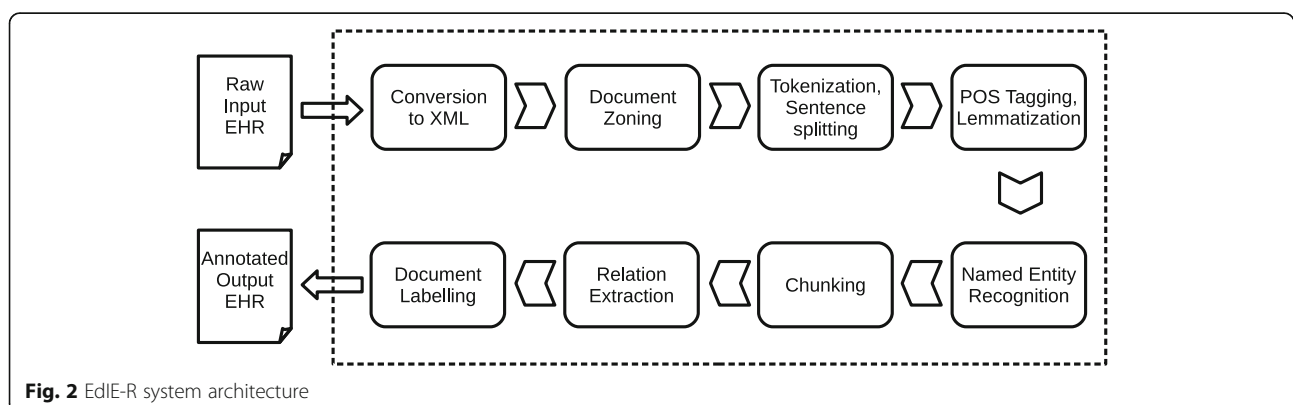 Raw
Input
EHR
Conversion
to XML
Document
Zoning
Tokenization,
Sentence
splitting
POS Tagging,
Lemmatization
Named Entity
Recognition
Chunking
Relation
Extraction
Document
Labelling
Annotated
Output
EHR
Fig. 2 EdIE-R system architecture